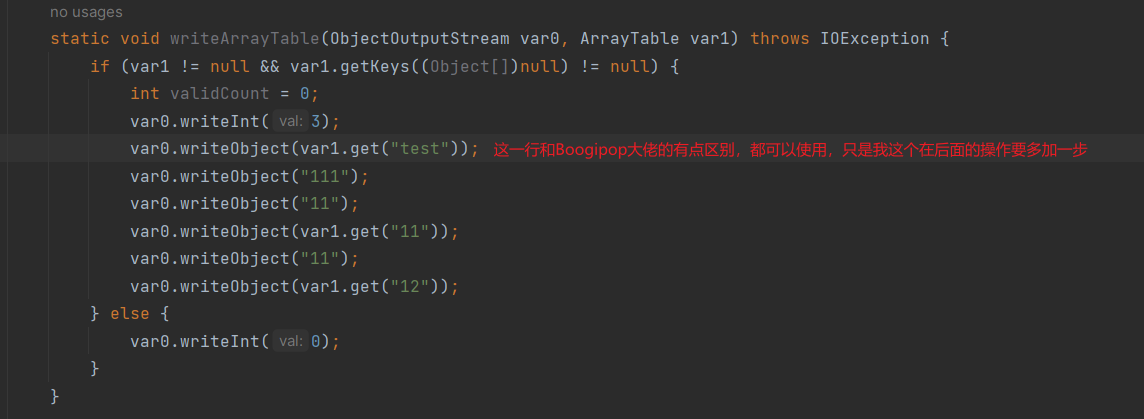 no usages
static void writeArrayTable(ObjectOutputStream var0, ArrayTable var1) throws IOException {
if (var1 != null && var1.getKeys((Object[])null) != null) {
int validCount = 0;
var0.writeInt( val: 3);
var0.writeObject(var1.get("test")); 这一行和Boogipop大佬的有点区别，都可以使用，只是我这个在后面的操作要多加一步
var0.writeObject("111");
var0.writeObject("11");
var0.writeObject(var1.get("11"));
var0.writeObject("11");
var0.writeObject(var1.get("12"));
} else {
var0.writeInt( val: 0);
}
}